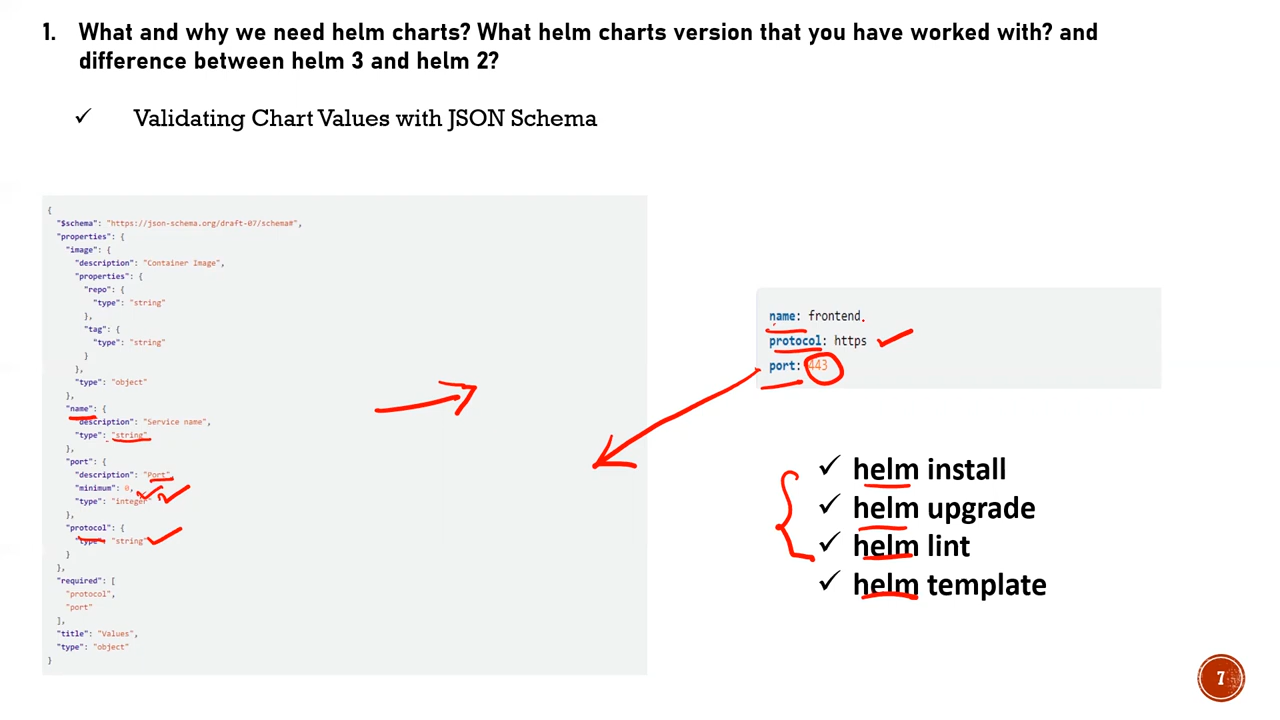 1. What and why we need helm charts? What helm charts version that you have worked with? and
difference between helm 3 and helm 2?
✓ Validating Chart Values with JSON Schema
{
"$schema": "https://json-schema.org/draft-07/schema#",
"properties": {
"image": {
"description": "Container Image",
"properties": {
"repo": {
"type": "string"
},
"tag": {
"type": "string"
}
},
"type": "object"
},
"name": {
"description": "Service name",
"type": "string"
},
"port": {
"description": "Port",
"minimum": 0,
"type": "integer"
},
"protocol": {
"type": "string"
}
},
"required": [
"protocol",
"port"
],
"title": "Values",
"type": "object"
}
name: frontend
protocol: https
port: 443
✓ helm install
✓ helm upgrade
✓ helm lint
✓ helm template
7